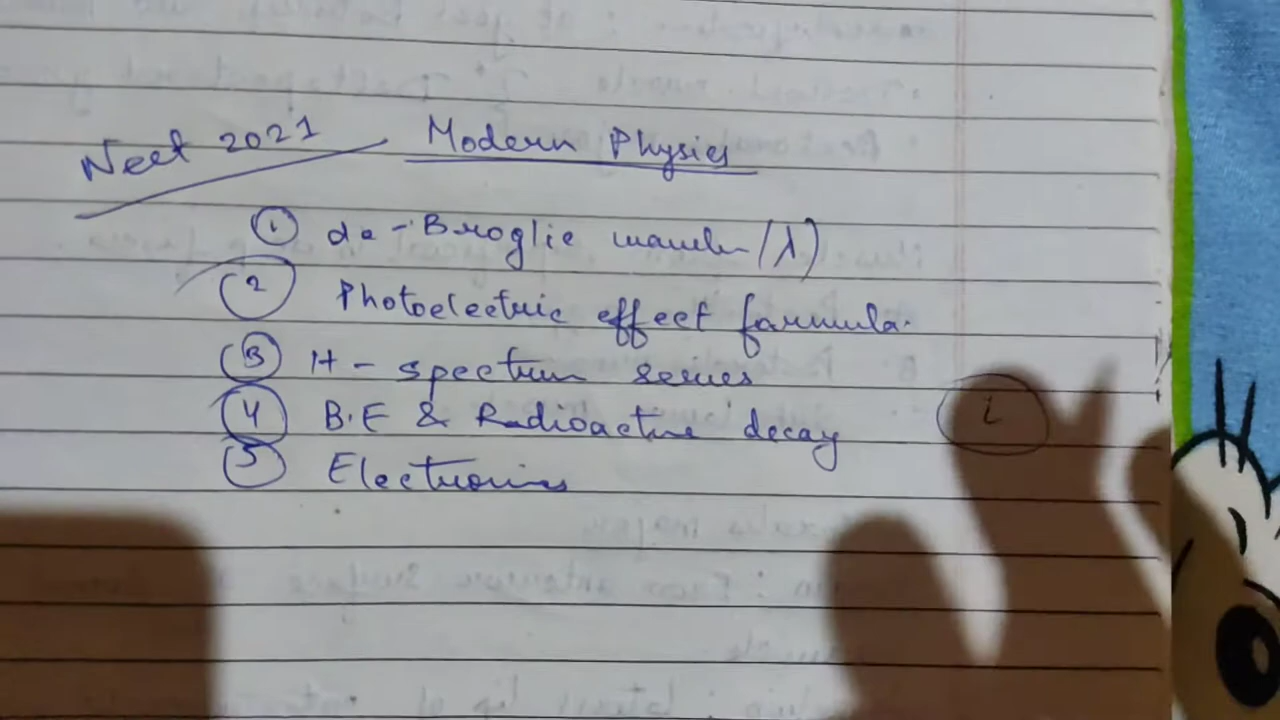 Neet 2021 Modern Physics
① de-Broglie (λ)
② Photoelectric effect formula.
③ H - spectrum series
④ B.E & Radioactive decay
i
⑤ Electronics